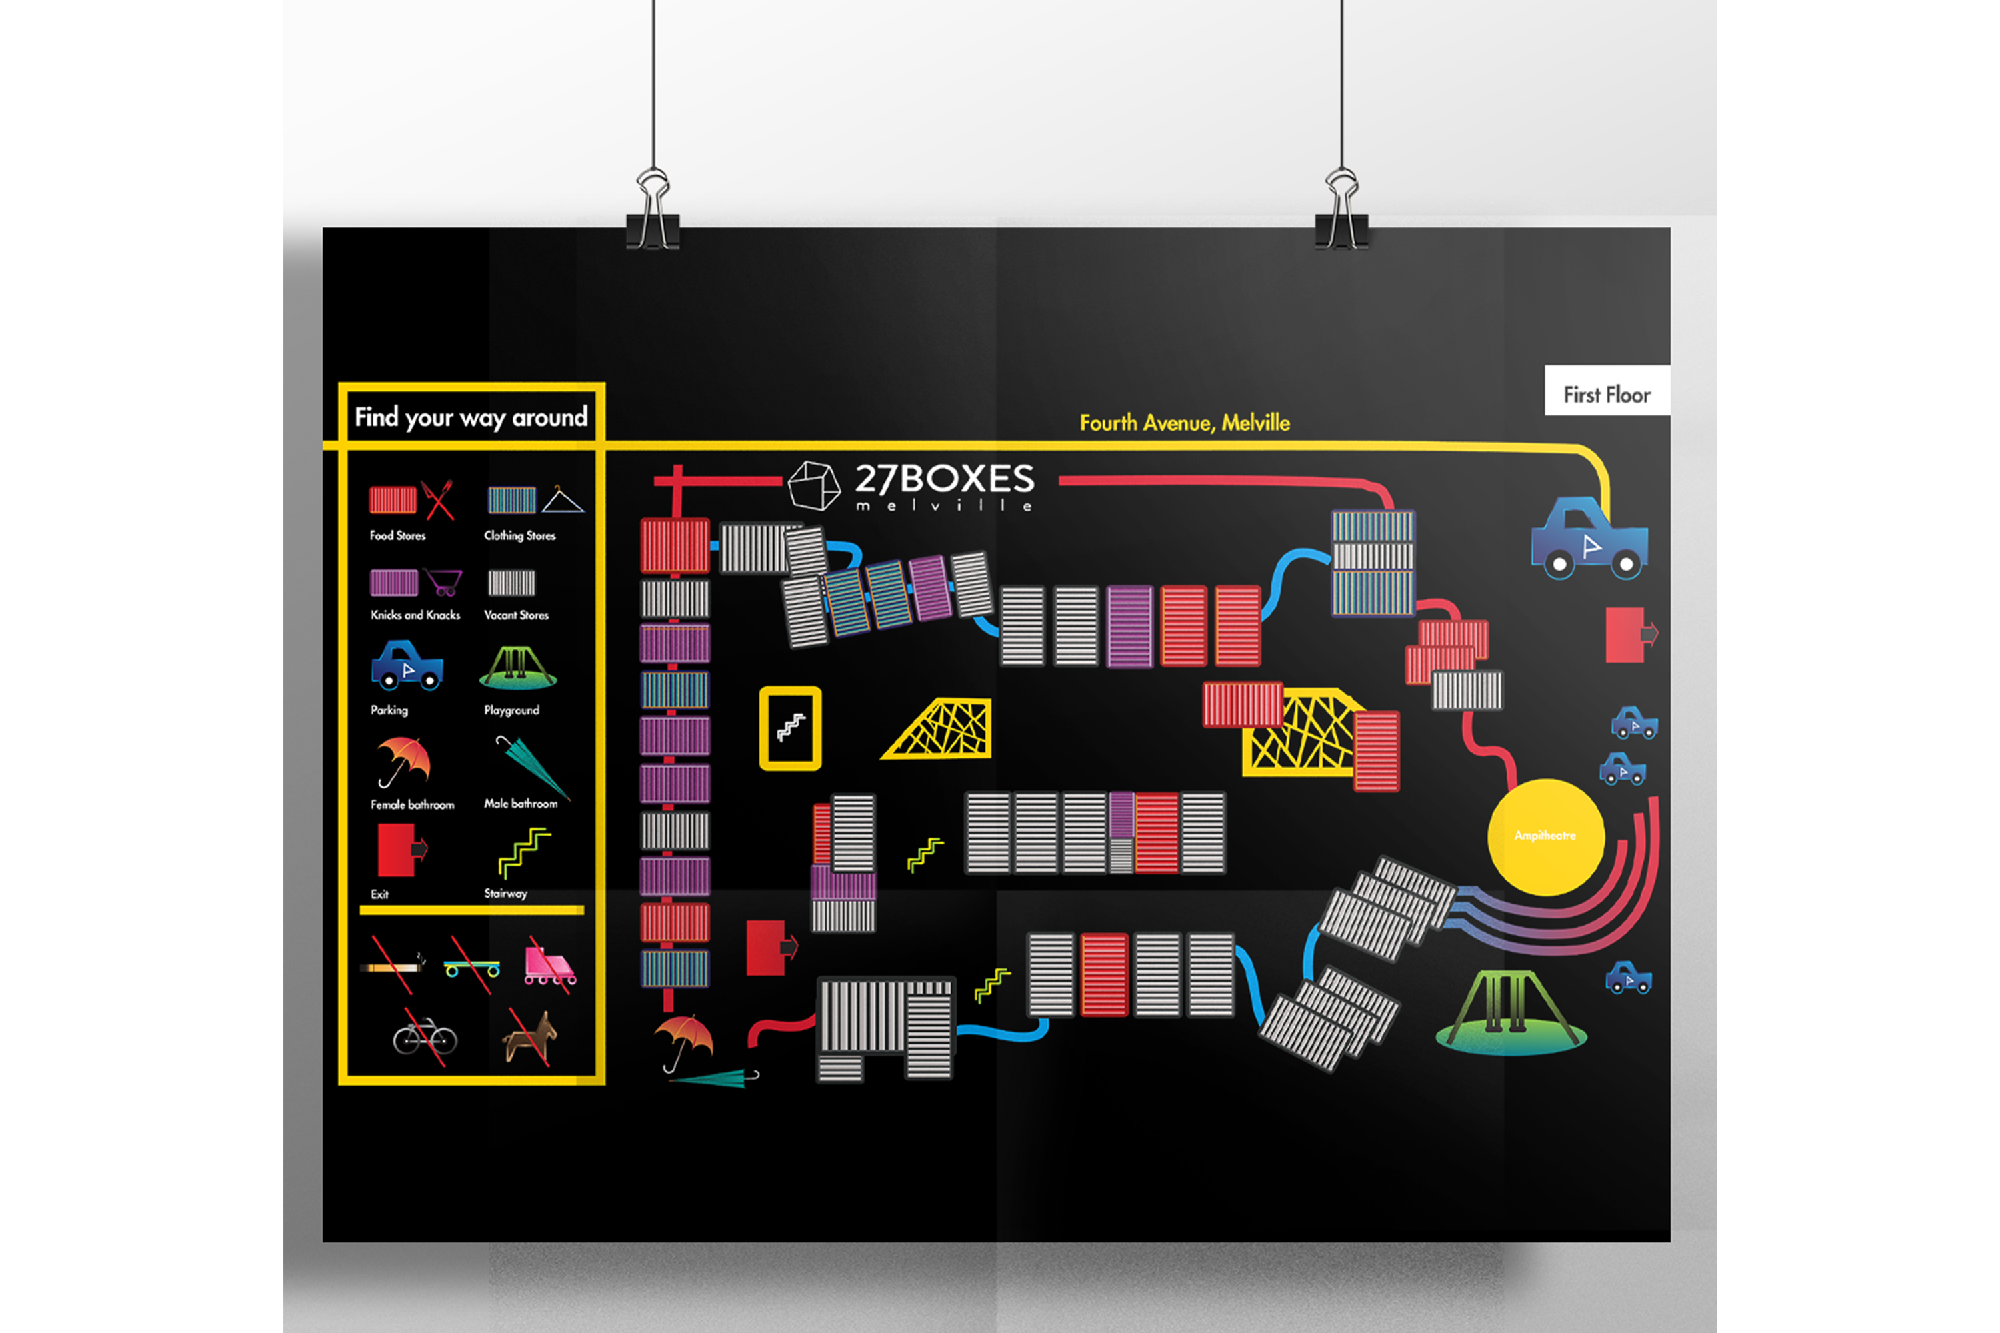 First Floor
Find your way around
Fourth Avenue, Melville
27BOXES
melville
Food Stores
Clothing Stores
Knicks and Knacks
Vacant Stores
Parking
Playground
Female bathroom
Male bathroom
Exit
Stairway
Ampitheatre
P
P
P
P
P